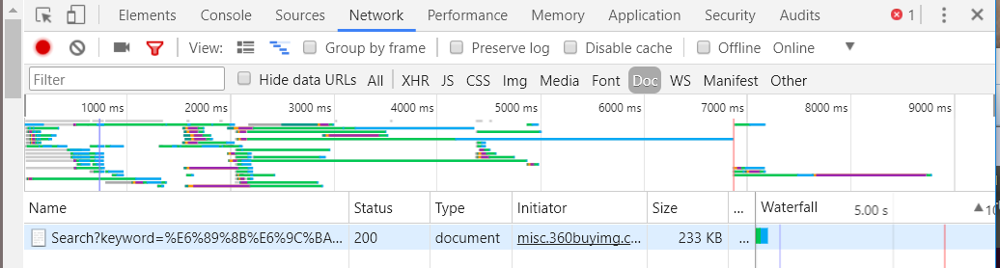 Elements Console Sources Network Performance Memory Application Security Audits 1
View: Group by frame Preserve log Disable cache Offline Online
Filter Hide data URLs All XHR JS CSS Img Media Font Doc WS Manifest Other
1000 ms 2000 ms 3000 ms 4000 ms 5000 ms 6000 ms 7000 ms 8000 ms 9000 ms
Name Status Type Initiator Size ... Waterfall 5.00 s 10
Search?keyword=%E6%89%8B%E6%9C%BA... 200 document misc.360buyimg.c... 233 KB ...